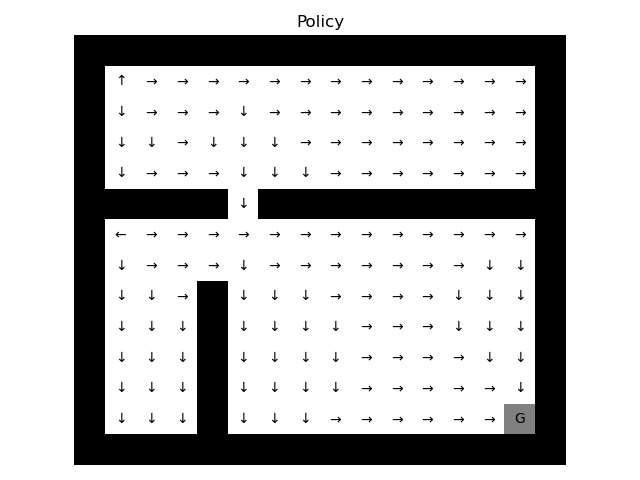 Policy
↑ → → → → → → → → → → → → →
↓ → → → ↓ → → → → → → → → →
↓ ↓ → ↓ ↓ ↓ → → → → → → → →
↓ → → → ↓ ↓ ↓ → → → → → → →
↓
← → → → → → → → → → → → → →
↓ → → → ↓ → → → → → → → ↓ ↓
↓ ↓ → ↓ ↓ ↓ → → → → ↓ ↓ ↓
↓ ↓ ↓ ↓ ↓ ↓ ↓ → → → ↓ ↓ ↓
↓ ↓ ↓ ↓ ↓ ↓ ↓ → → → → ↓ ↓
↓ ↓ ↓ ↓ ↓ ↓ ↓ → → → → → ↓
↓ ↓ ↓ ↓ ↓ ↓ → → → → → → G